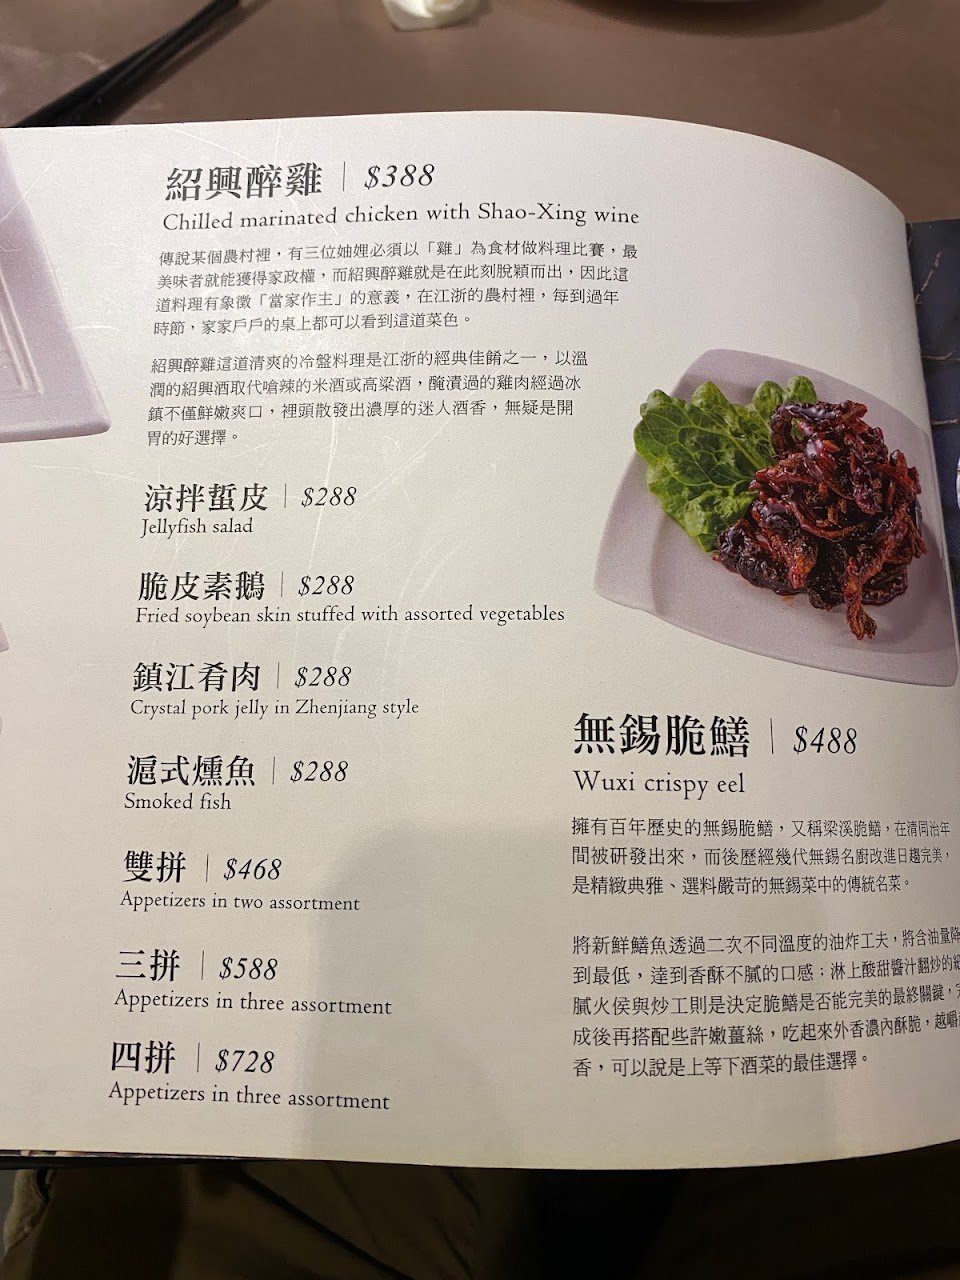 紹興醉雞 | $388
Chilled marinated chicken with Shao-Xing wine
傳說某個農村裡，有三位妯娌必須以「雞」為食材做料理比賽，最
美味者就能獲得家政權，而紹興醉雞就是在此刻脫穎而出，因此這
道料理有象徵「當家作主」的意義，在江浙的農村裡，每到過年
時節，家家戶戶的桌上都可以看到這道菜色。
紹興醉雞這道清爽的冷盤料理是江浙的經典佳餚之一，以溫
潤的紹興酒取代嗆辣的米酒或高粱酒，醃漬過的雞肉經過冰
鎮不僅鮮嫩爽口，裡頭散發出濃厚的迷人酒香，無疑是開
胃的好選擇。
涼拌蜇皮 | $288
Jellyfish salad
脆皮素鵝 | $288
Fried soybean skin stuffed with assorted vegetables
鎮江肴肉 | $288
Crystal pork jelly in Zhenjiang style
滬式燻魚 | $288
Smoked fish
雙拼 | $468
Appetizers in two assortment
三拼 | $588
Appetizers in three assortment
四拼 | $728
Appetizers in three assortment
無錫脆鱔 | $488
Wuxi crispy eel
擁有百年歷史的無錫脆鱔，又稱梁溪脆鱔，在清同治年
間被研發出來，而後歷經幾代無錫名廚改進日趨完美，
是精緻典雅、選料嚴苛的無錫菜中的傳統名菜。
將新鮮鱔魚透過二次不同溫度的油炸工夫，將含油量降
到最低，達到香酥不膩的口感；淋上酸甜醬汁翻炒的細
膩火侯與炒工則是決定脆鱔是否能完美的最終關鍵，完
成後再搭配些許嫩薑絲，吃起來外香濃內酥脆，越嚼
香，可以說是上等下酒菜的最佳選擇。